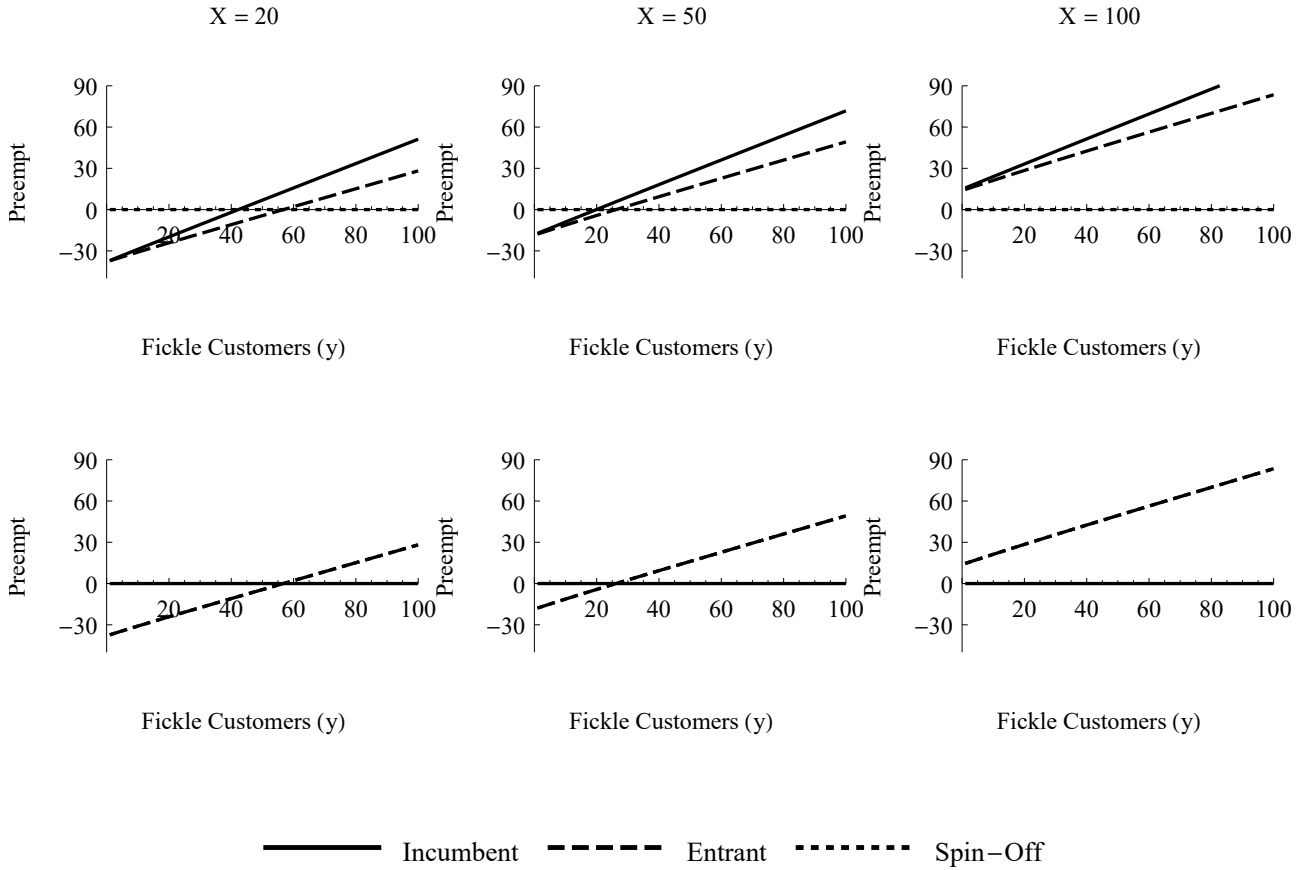 X = 20 X = 50 X = 100
90 90 90
60 60 60
30 30 30
Preempt Preempt Preempt
0 0 0
20 40 60 80 100 20 40 60 80 100 20 40 60 80 100
−30 −30 −30
Fickle Customers (y) Fickle Customers (y) Fickle Customers (y)
90 90 90
60 60 60
30 30 30
Preempt Preempt Preempt
0 0 0
20 40 60 80 100 20 40 60 80 100 20 40 60 80 100
−30 −30 −30
Fickle Customers (y) Fickle Customers (y) Fickle Customers (y)
Incumbent Entrant Spin−Off